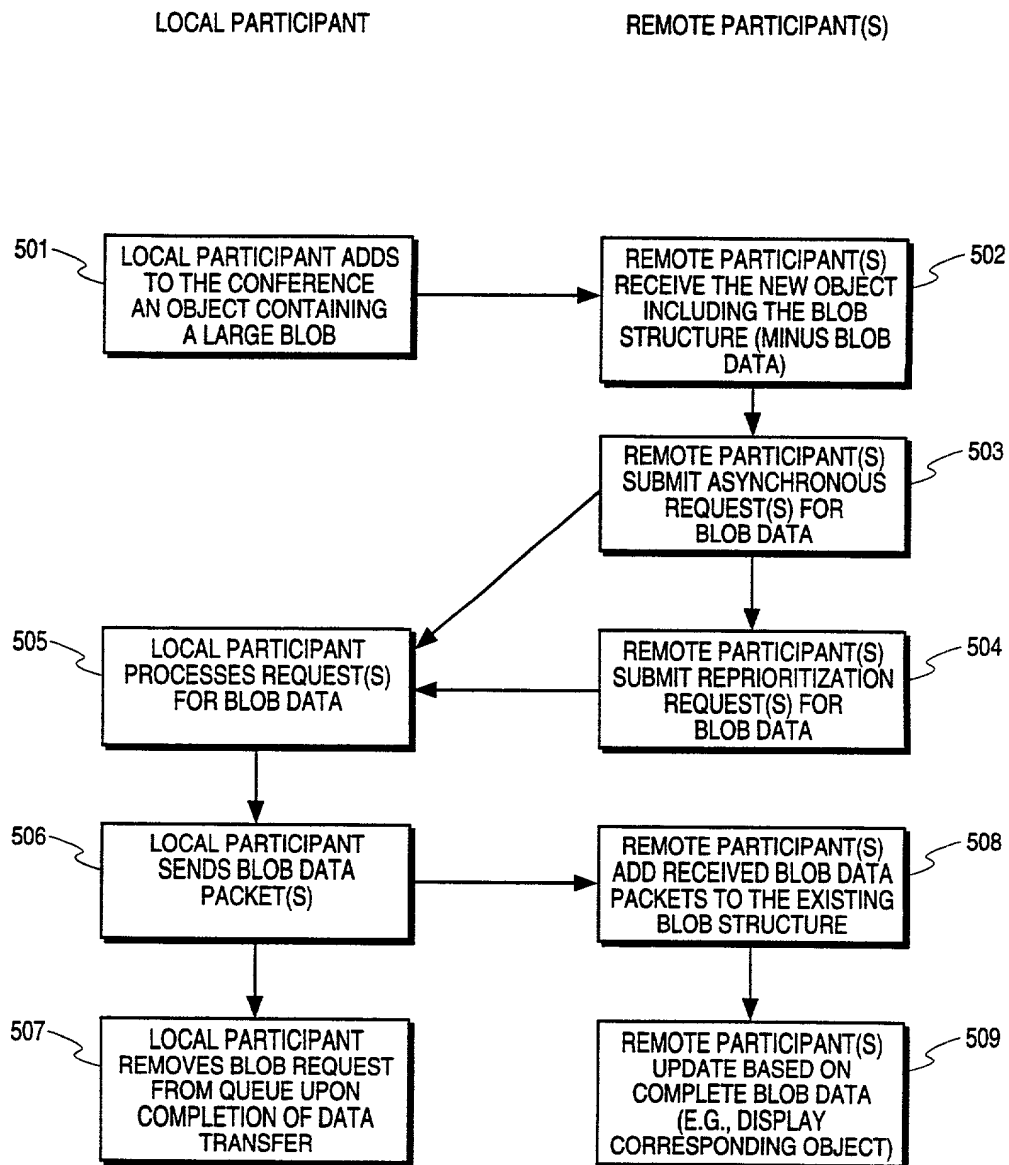 LOCAL PARTICIPANT
REMOTE PARTICIPANT(S)
501
LOCAL PARTICIPANT ADDS
TO THE CONFERENCE
AN OBJECT CONTAINING
A LARGE BLOB
REMOTE PARTICIPANT(S)
RECEIVE THE NEW OBJECT
INCLUDING THE BLOB
STRUCTURE (MINUS BLOB
DATA)
502
REMOTE PARTICIPANT(S)
SUBMIT ASYNCHRONOUS
REQUEST(S) FOR
BLOB DATA
503
505
LOCAL PARTICIPANT
PROCESSES REQUEST(S)
FOR BLOB DATA
REMOTE PARTICIPANT(S)
SUBMIT REPRIORITIZATION
REQUEST(S) FOR
BLOB DATA
504
506
LOCAL PARTICIPANT
SENDS BLOB DATA
PACKET(S)
REMOTE PARTICIPANT(S)
ADD RECEIVED BLOB DATA
PACKETS TO THE EXISTING
BLOB STRUCTURE
508
507
LOCAL PARTICIPANT
REMOVES BLOB REQUEST
FROM QUEUE UPON
COMPLETION OF DATA
TRANSFER
REMOTE PARTICIPANT(S)
UPDATE BASED ON
COMPLETE BLOB DATA
(E.G., DISPLAY
CORRESPONDING OBJECT)
509